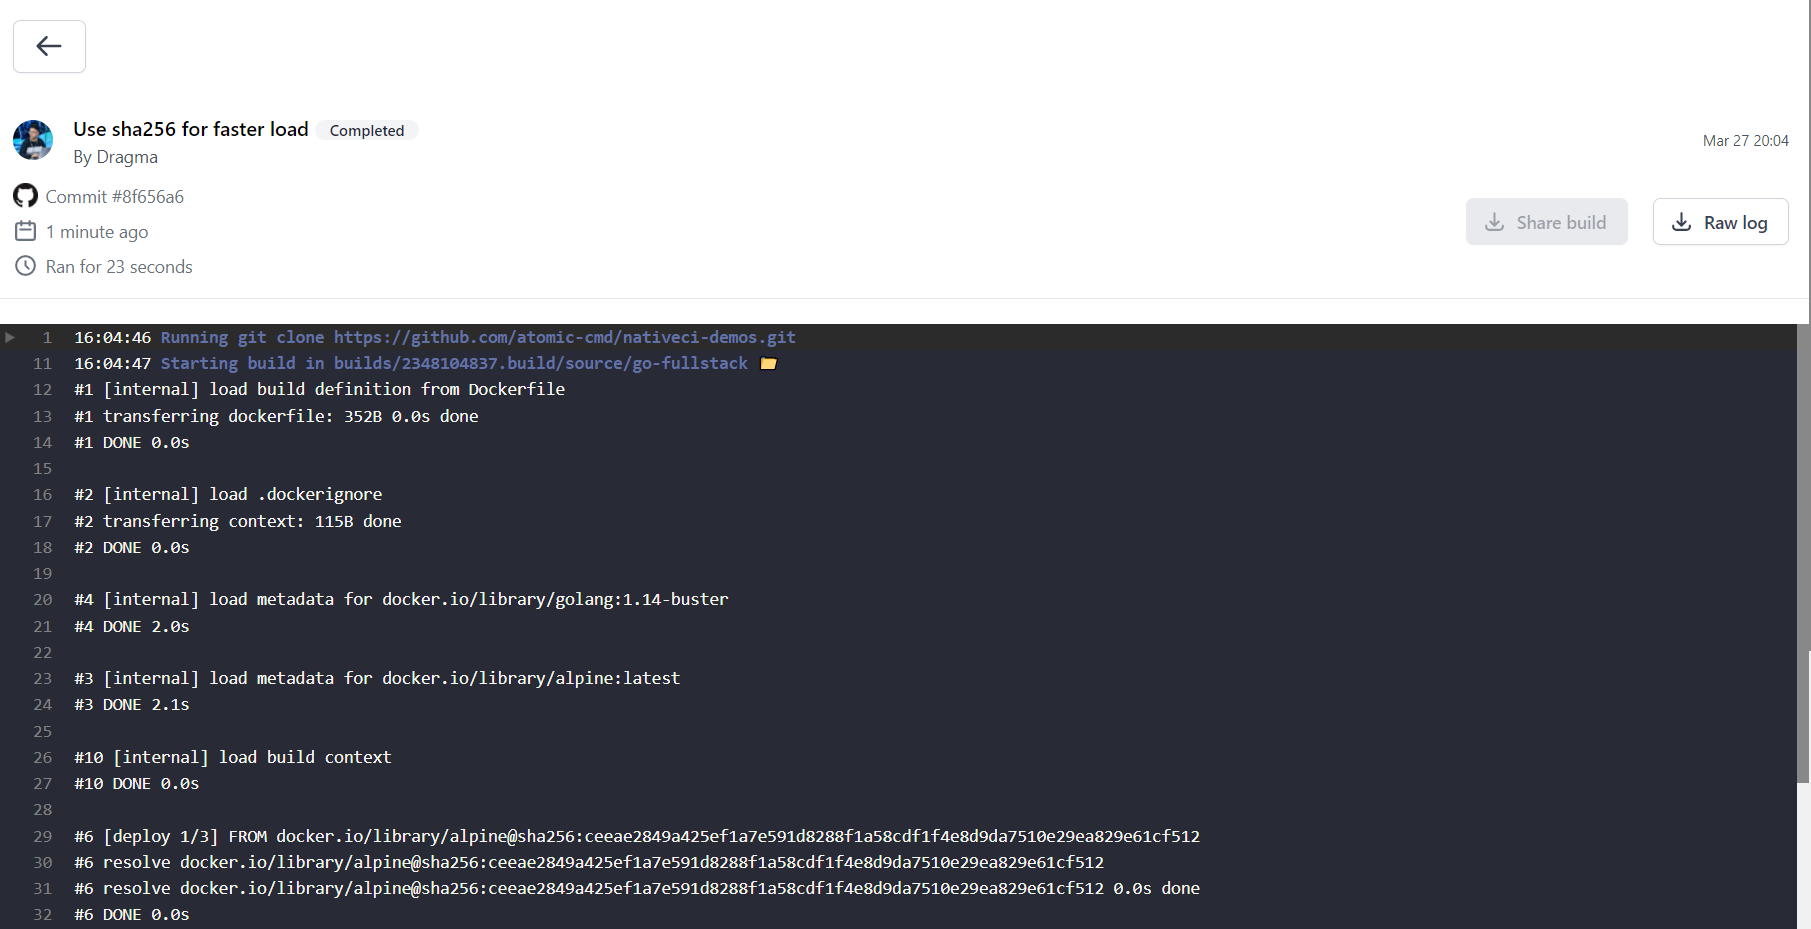 Use sha256 for faster load Completed
By Dragma
Mar 27 20:04
Commit #8f656a6
1 minute ago
Ran for 23 seconds
Share build Raw log
1 16:04:46 Running git clone https://github.com/atomic-cmd/nativeci-demos.git
11 16:04:47 Starting build in builds/2348104837.build/source/go-fullstack
12 #1 [internal] load build definition from Dockerfile
13 #1 transferring dockerfile: 352B 0.0s done
14 #1 DONE 0.0s
15
16 #2 [internal] load .dockerignore
17 #2 transferring context: 115B done
18 #2 DONE 0.0s
19
20 #4 [internal] load metadata for docker.io/library/golang:1.14-buster
21 #4 DONE 2.0s
22
23 #3 [internal] load metadata for docker.io/library/alpine:latest
24 #3 DONE 2.1s
25
26 #10 [internal] load build context
27 #10 DONE 0.0s
28
29 #6 [deploy 1/3] FROM docker.io/library/alpine@sha256:ceeae2849a425ef1a7e591d8288f1a58cdf1f4e8d9da7510e29ea829e61cf512
30 #6 resolve docker.io/library/alpine@sha256:ceeae2849a425ef1a7e591d8288f1a58cdf1f4e8d9da7510e29ea829e61cf512
31 #6 resolve docker.io/library/alpine@sha256:ceeae2849a425ef1a7e591d8288f1a58cdf1f4e8d9da7510e29ea829e61cf512 0.0s done
32 #6 DONE 0.0s